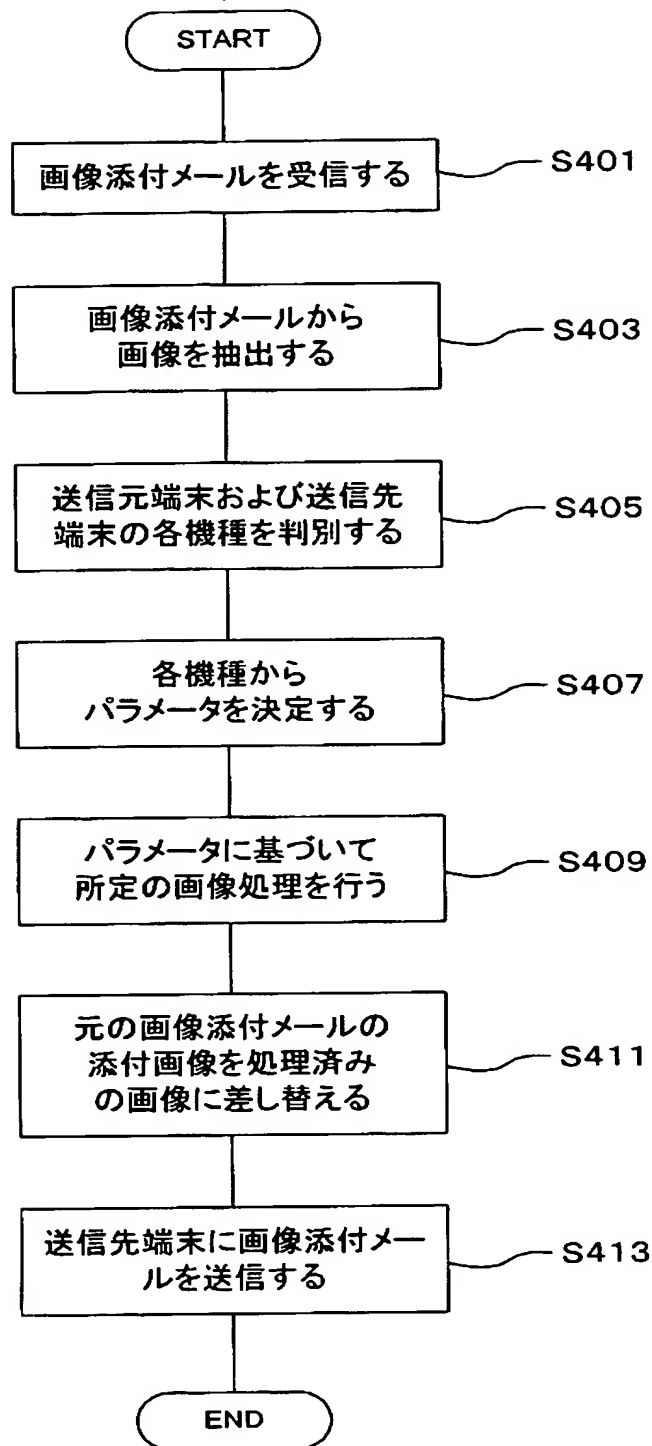 START
画像添付メールを受信する
S401
画像添付メールから
画像を抽出する
S403
送信元端末および送信先
端末の各機種を判別する
S405
各機種から
パラメータを決定する
S407
パラメータに基づいて
所定の画像処理を行う
S409
元の画像添付メールの
添付画像を処理済み
の画像に差し替える
S411
送信先端末に画像添付メー
ルを送信する
S413
END